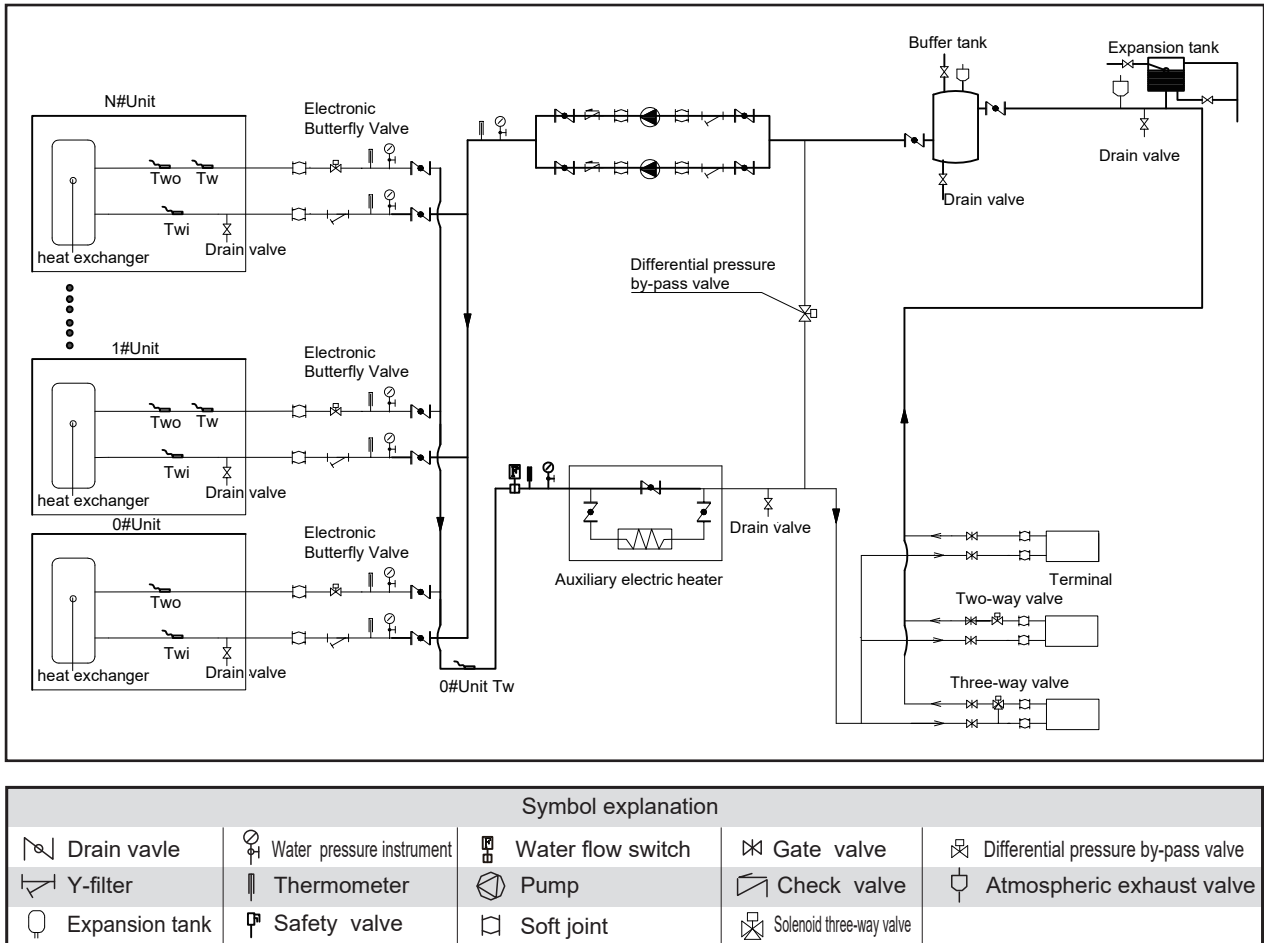 Buffer tank
Expansion tank
N#Unit
Electronic
Butterfly Valve
Two
Tw
Twi
Drain valve
heat exchanger
Drain valve
Drain valve
Differential pressure
by-pass valve
1#Unit
Electronic
Butterfly Valve
Two
Tw
Twi
Drain valve
heat exchanger
0#Unit
Electronic
Butterfly Valve
Two
Twi
Drain valve
heat exchanger
0#Unit Tw
Drain valve
Auxiliary electric heater
Terminal
Two-way valve
Three-way valve
Symbol explanation
Drain vavle
Water pressure instrument
Water flow switch
Gate valve
Differential pressure by-pass valve
Y-filter
Thermometer
Pump
Check valve
Atmospheric exhaust valve
Expansion tank
Safety valve
Soft joint
Solenoid three-way valve